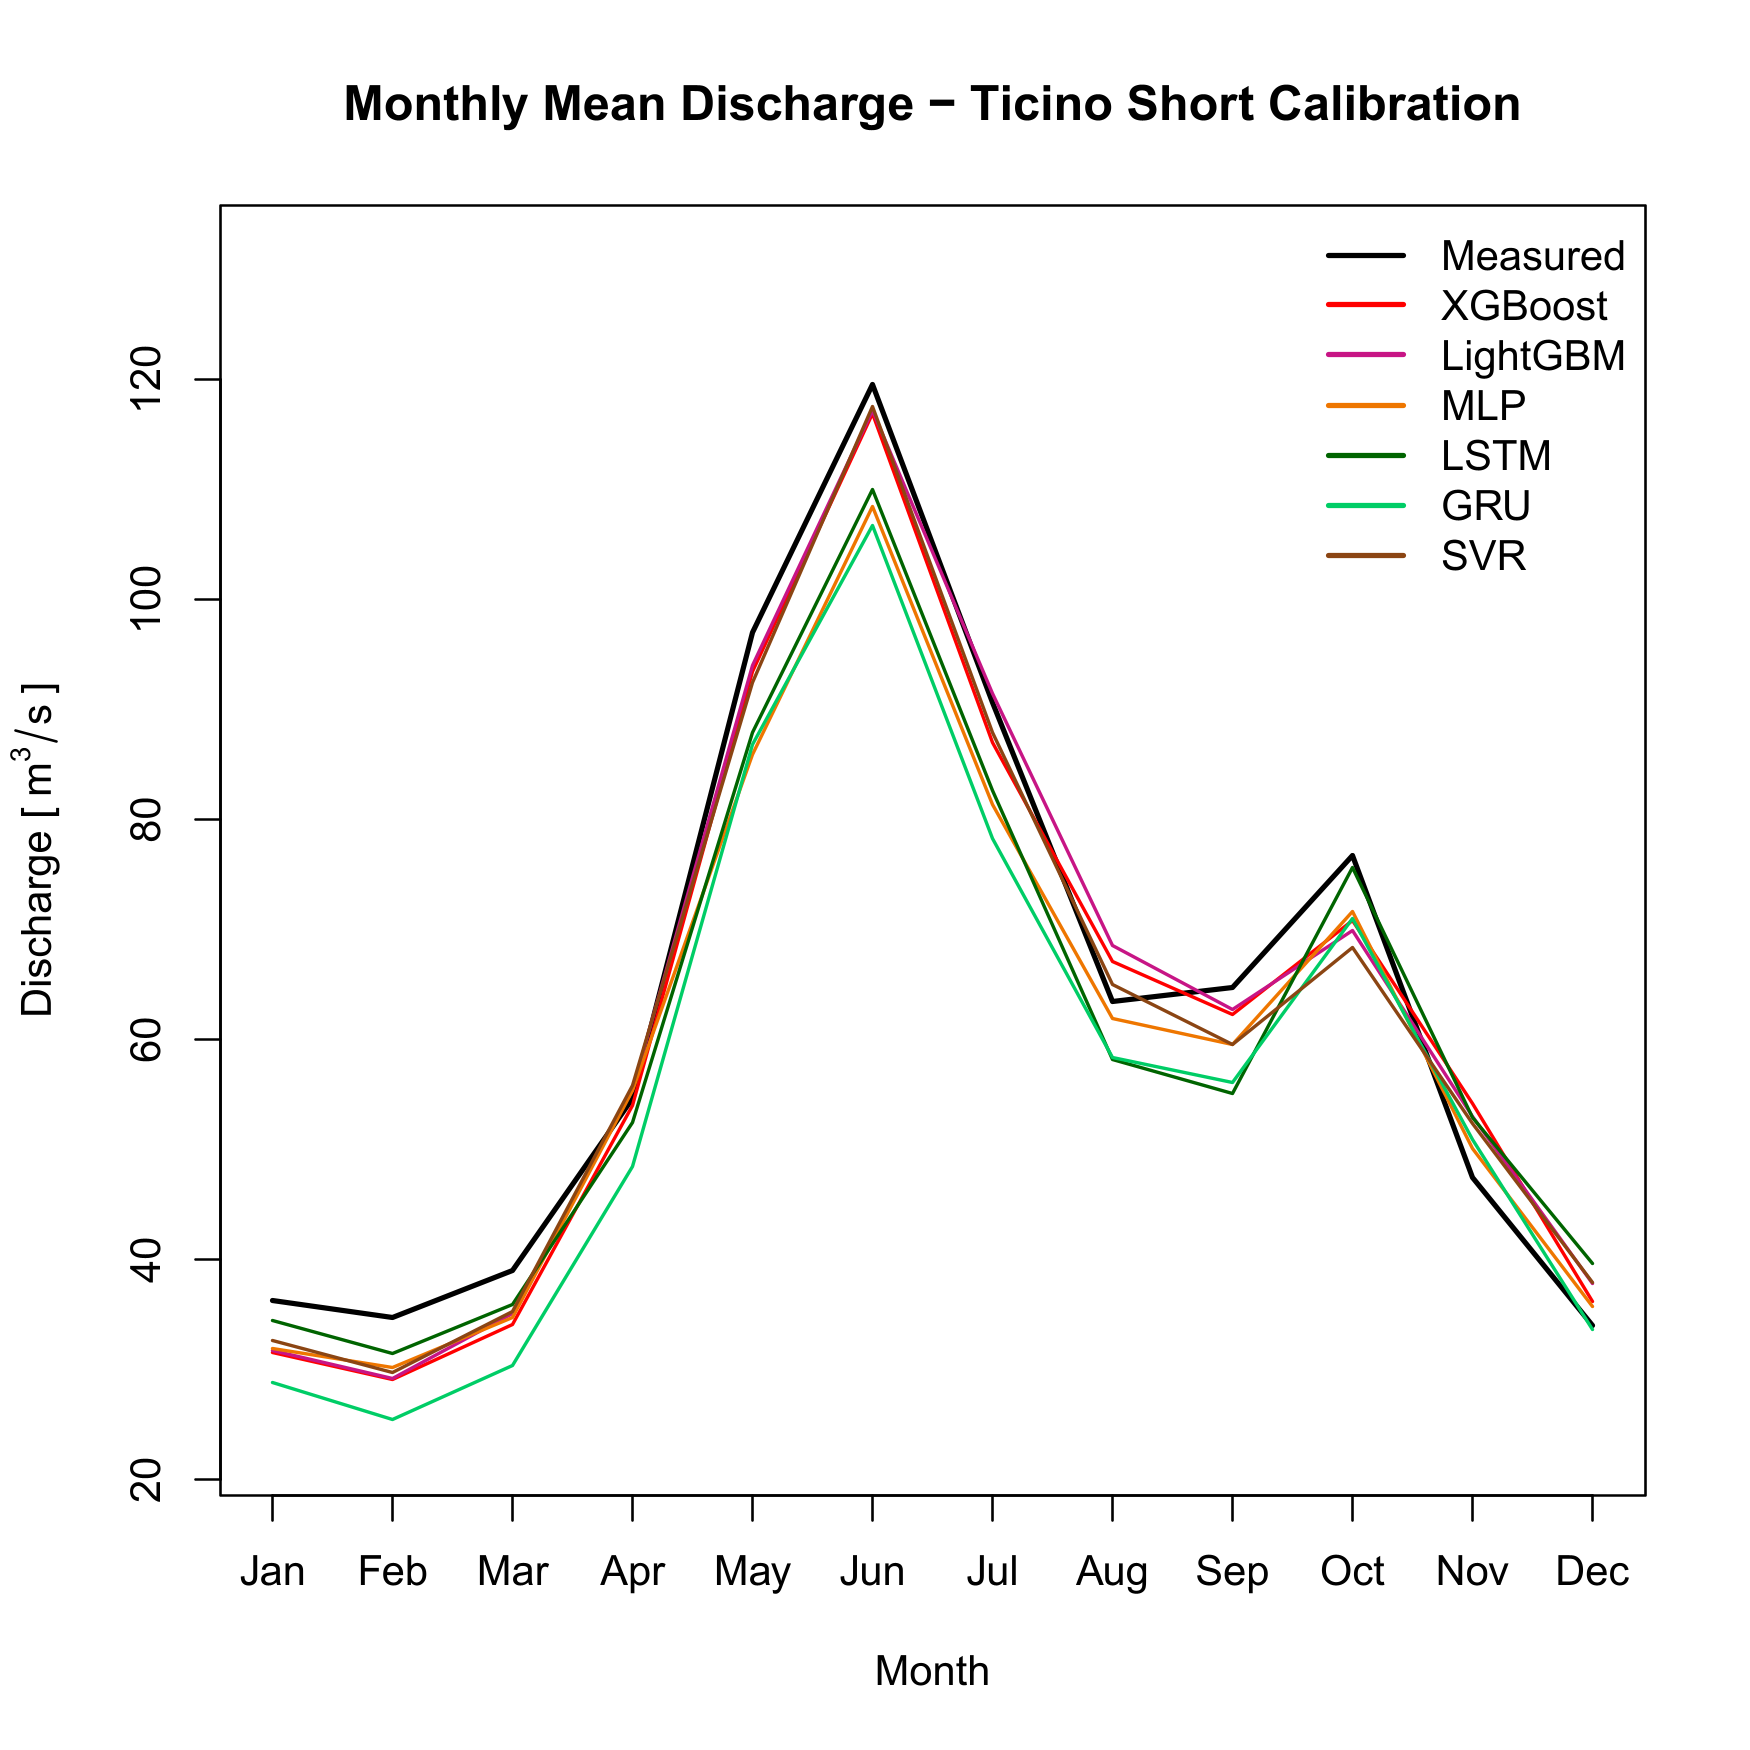 Monthly Mean Discharge − Ticino Short Calibration
Measured
XGBoost
LightGBM
MLP
LSTM
GRU
SVR
120
100
80
60
40
20
Discharge [ m³/s ]
Jan Feb Mar Apr May Jun Jul Aug Sep Oct Nov Dec
Month